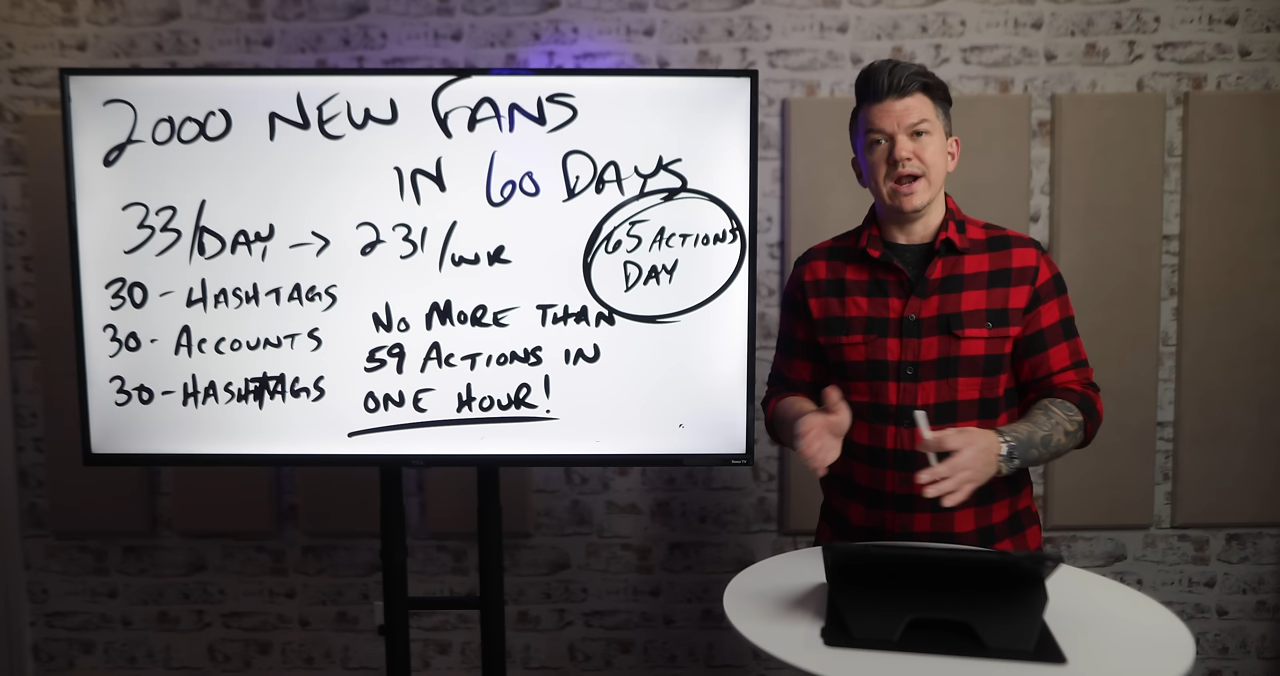 2000 NEW FANS
IN 60 DAYS
33/DAY -> 231/WK
65 ACTIONS
DAY
30 - HASHTAGS
30 - ACCOUNTS
30 - HASHTAGS
NO MORE THAN
59 ACTIONS IN
ONE HOUR!